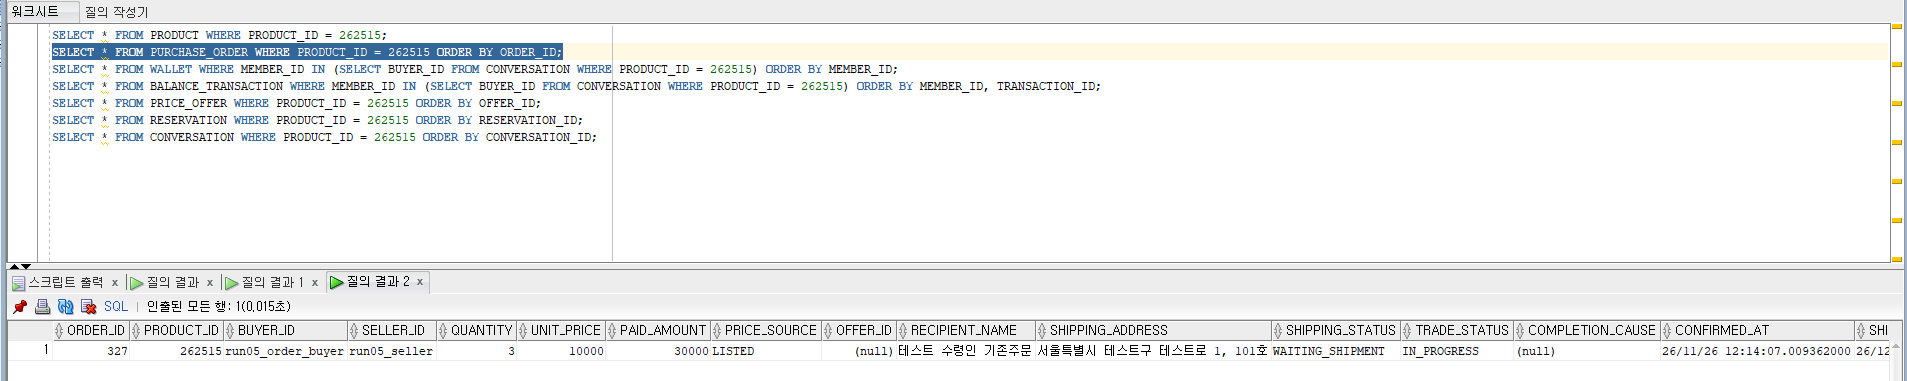 워크시트 질의 작성기
SELECT * FROM PRODUCT WHERE PRODUCT_ID = 262515;
SELECT * FROM PURCHASE_ORDER WHERE PRODUCT_ID = 262515 ORDER BY ORDER_ID;
SELECT * FROM WALLET WHERE MEMBER_ID IN (SELECT BUYER_ID FROM CONVERSATION WHERE PRODUCT_ID = 262515) ORDER BY MEMBER_ID;
SELECT * FROM BALANCE_TRANSACTION WHERE MEMBER_ID IN (SELECT BUYER_ID FROM CONVERSATION WHERE PRODUCT_ID = 262515) ORDER BY MEMBER_ID, TRANSACTION_ID;
SELECT * FROM PRICE_OFFER WHERE PRODUCT_ID = 262515 ORDER BY OFFER_ID;
SELECT * FROM RESERVATION WHERE PRODUCT_ID = 262515 ORDER BY RESERVATION_ID;
SELECT * FROM CONVERSATION WHERE PRODUCT_ID = 262515 ORDER BY CONVERSATION_ID;
스크립트 출력 x 질의 결과 x 질의 결과 1 x 질의 결과 2 x
SQL | 인출된 모든 행: 1(0,015초)
ORDER_ID PRODUCT_ID BUYER_ID SELLER_ID QUANTITY UNIT_PRICE PAID_AMOUNT PRICE_SOURCE OFFER_ID RECIPIENT_NAME SHIPPING_ADDRESS SHIPPING_STATUS TRADE_STATUS COMPLETION_CAUSE CONFIRMED_AT SHI
1 327 262515 run05_order_buyer run05_seller 3 10000 30000 LISTED (null) 테스트 수령인 기존주문 서울특별시 테스트구 테스트로 1, 101호 WAITING_SHIPMENT IN_PROGRESS (null) 26/11/26 12:14:07.009362000 26/12